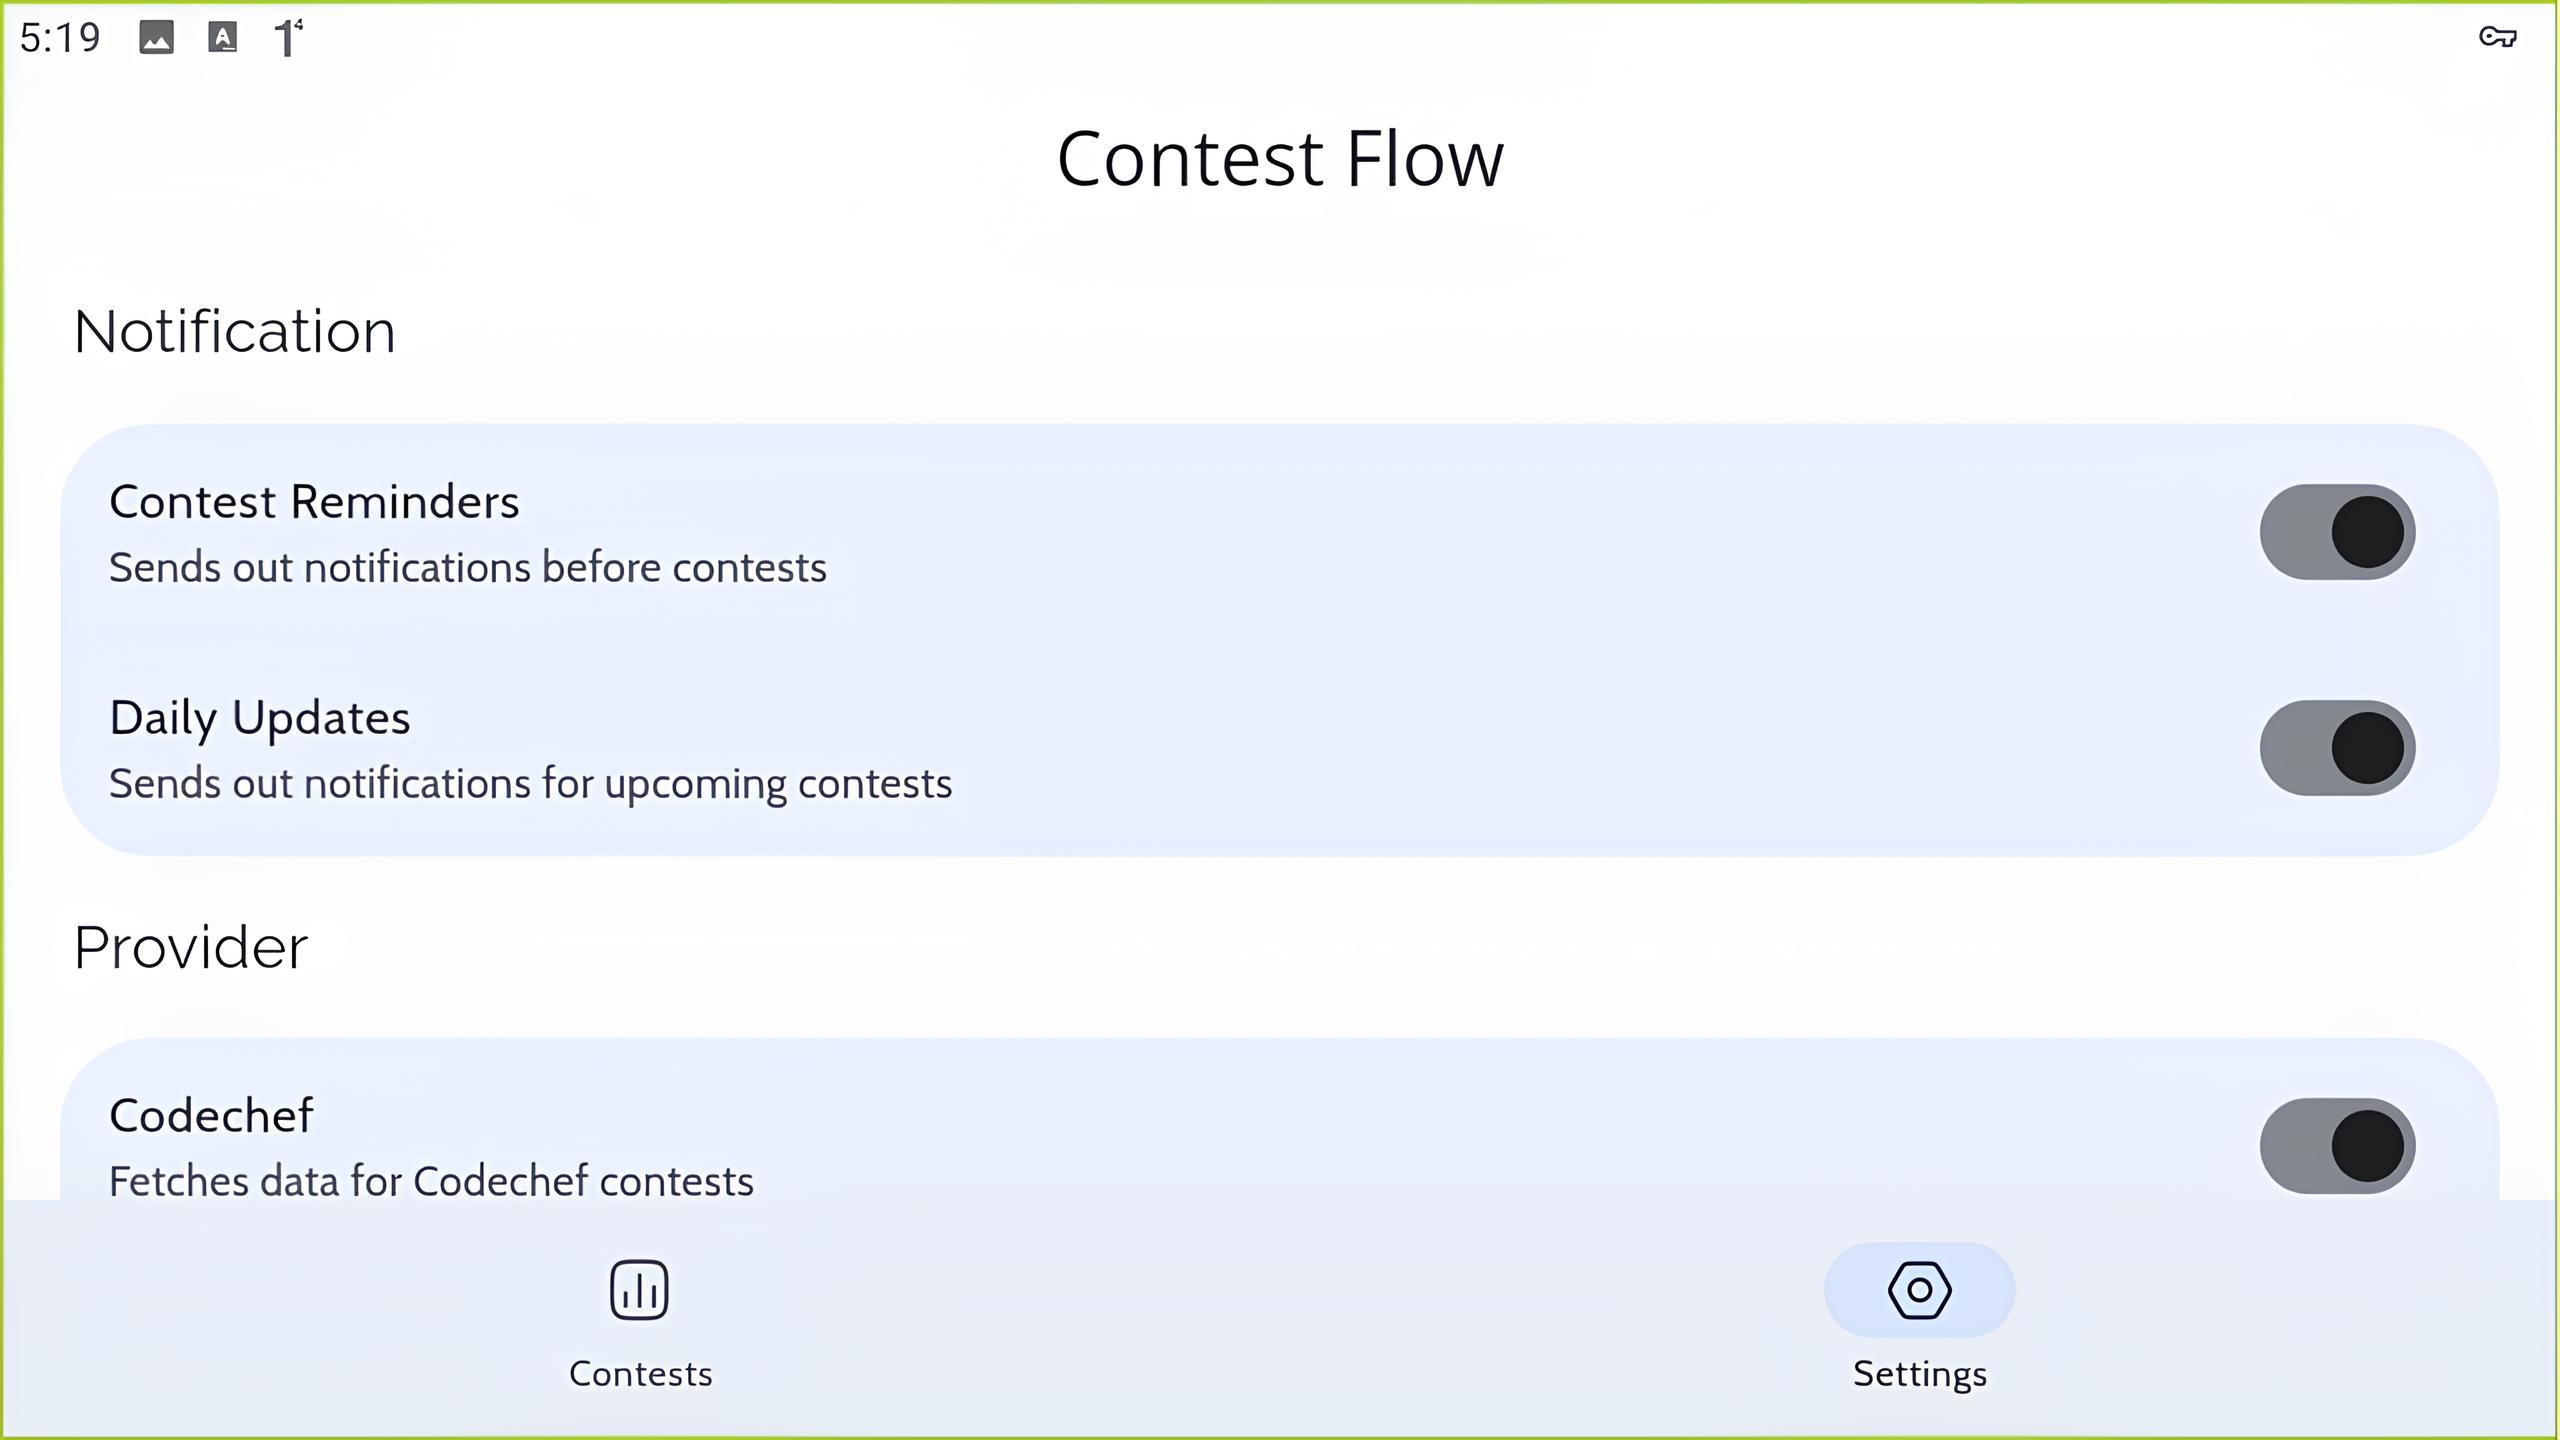 5:19
Contest Flow
Notification
Contest Reminders
Sends out notifications before contests
Daily Updates
Sends out notifications for upcoming contests
Provider
Codechef
Fetches data for Codechef contests
Contests
Settings